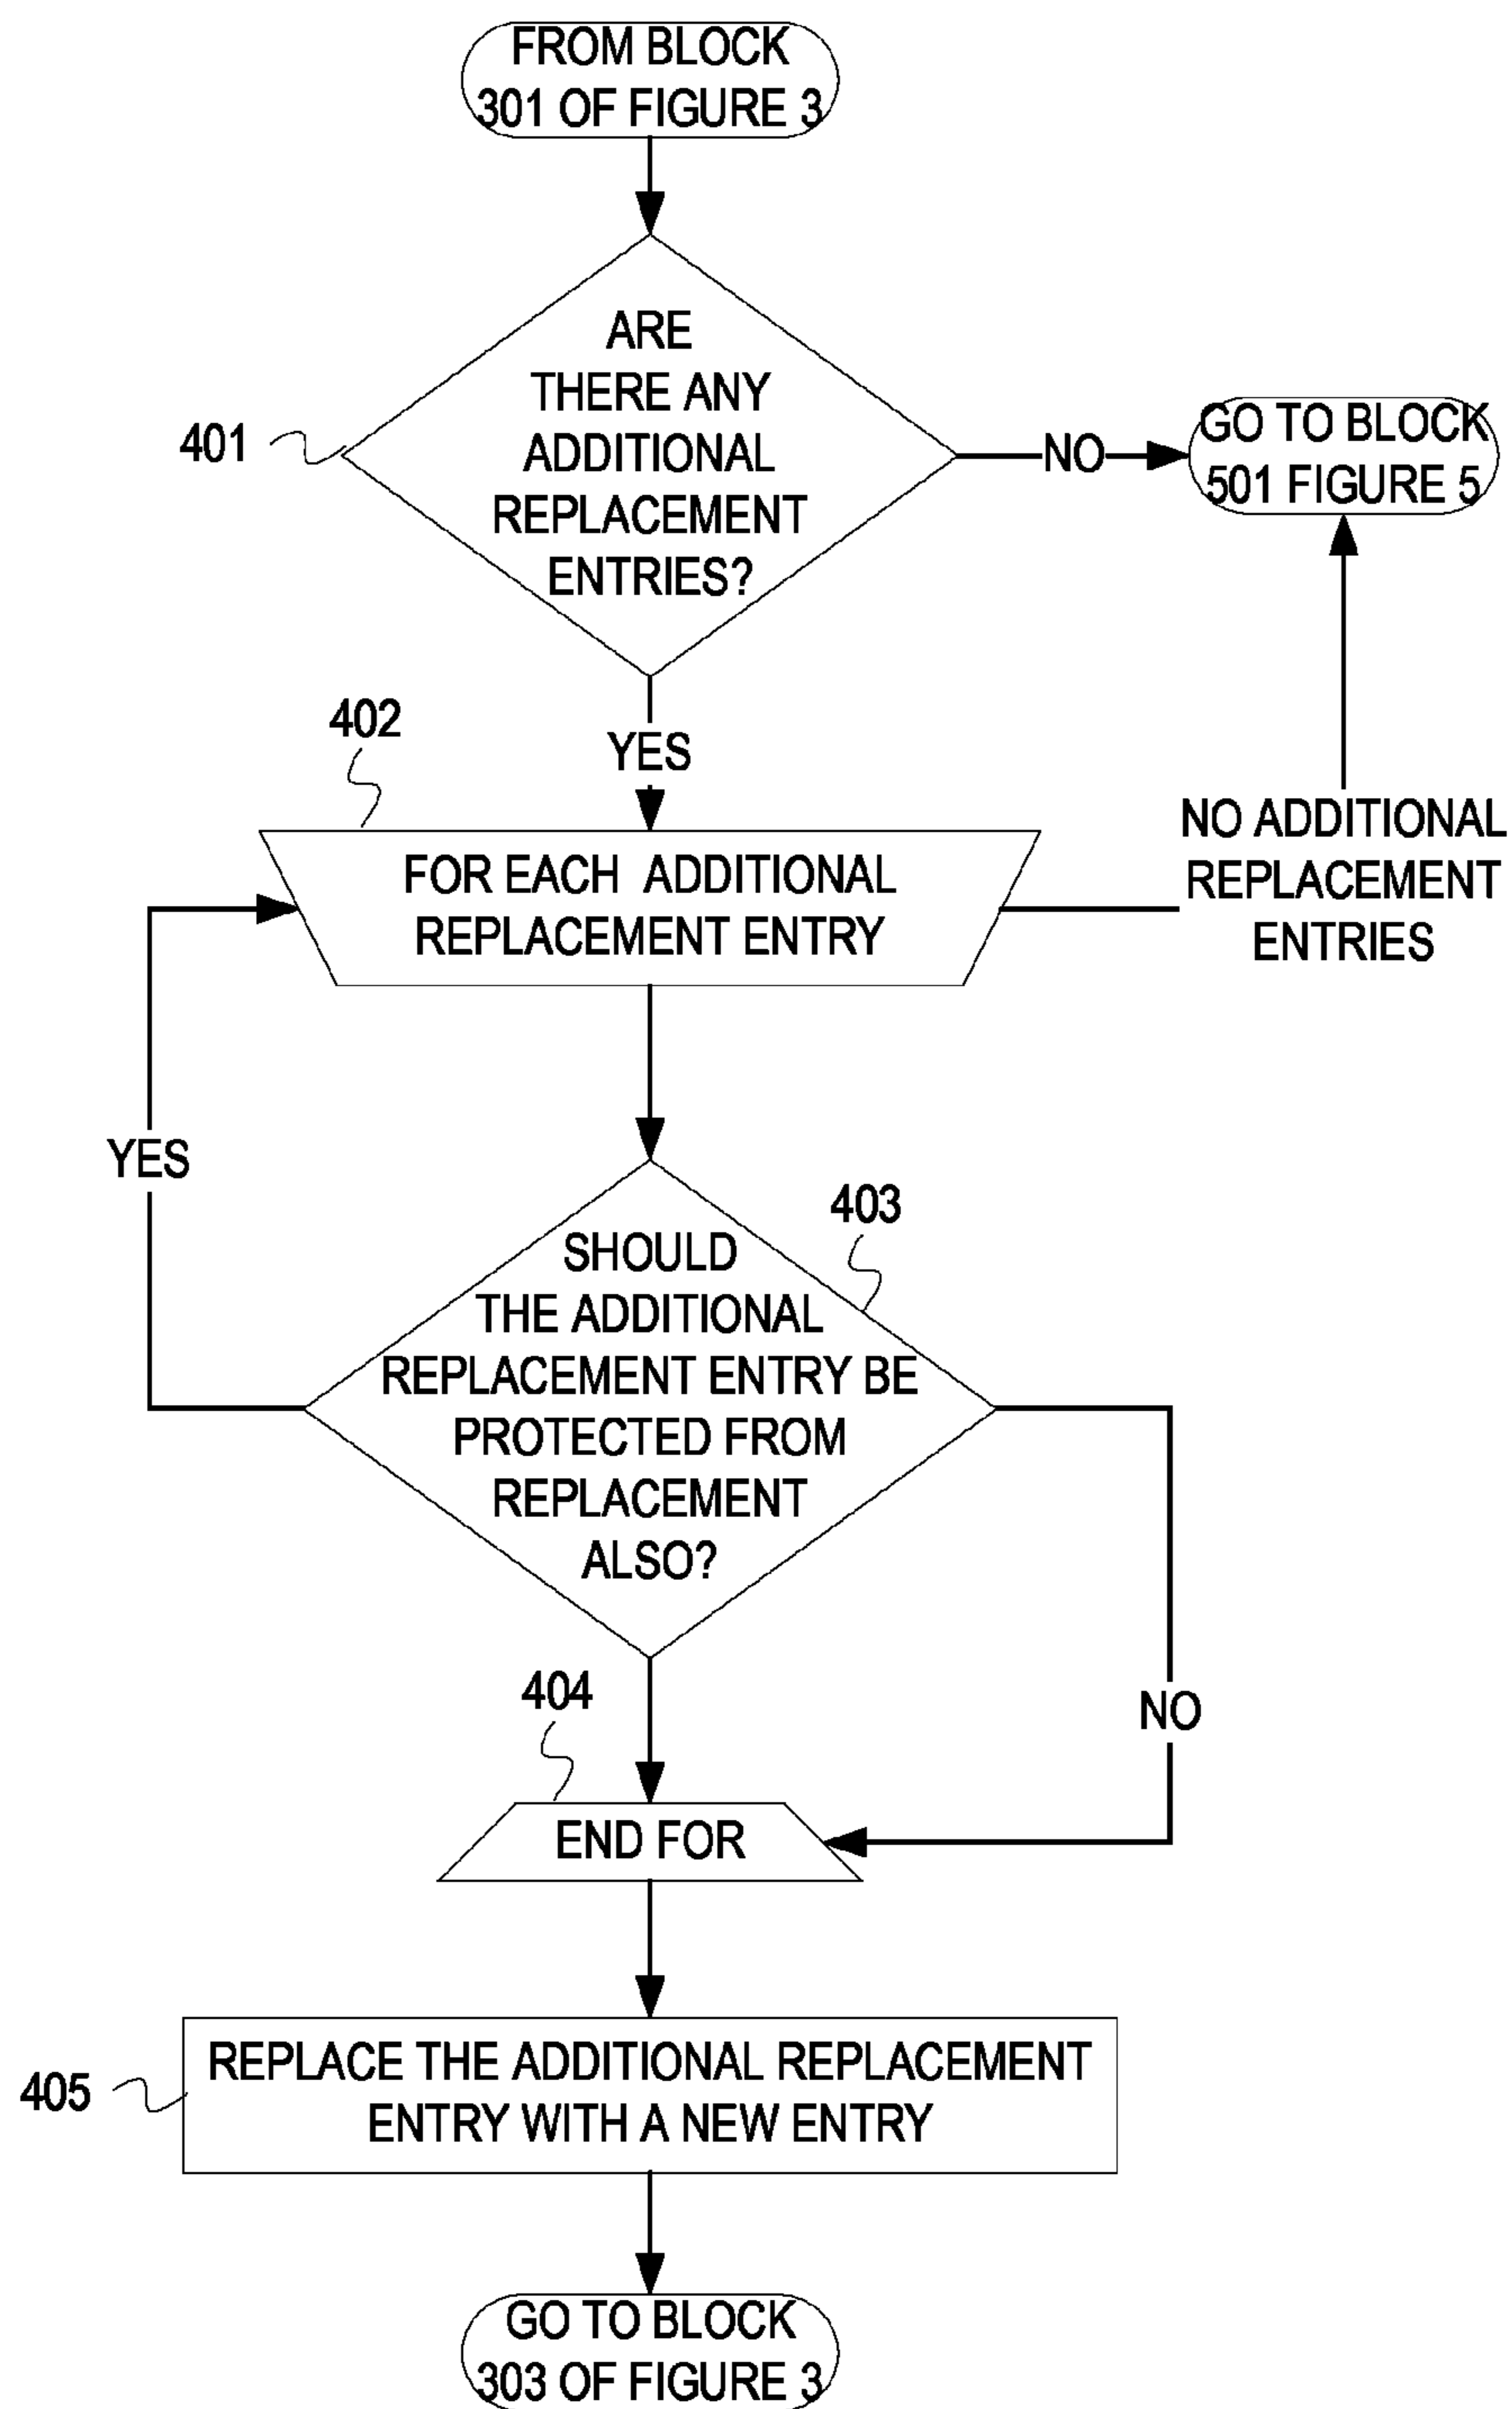 FROM BLOCK
301 OF FIGURE 3
ARE
THERE ANY
ADDITIONAL
REPLACEMENT
ENTRIES?
401
NO
GO TO BLOCK
501 FIGURE 5
YES
402
FOR EACH ADDITIONAL
REPLACEMENT ENTRY
NO ADDITIONAL
REPLACEMENT
ENTRIES
YES
403
SHOULD
THE ADDITIONAL
REPLACEMENT ENTRY BE
PROTECTED FROM
REPLACEMENT
ALSO?
NO
404
END FOR
405
REPLACE THE ADDITIONAL REPLACEMENT
ENTRY WITH A NEW ENTRY
GO TO BLOCK
303 OF FIGURE 3